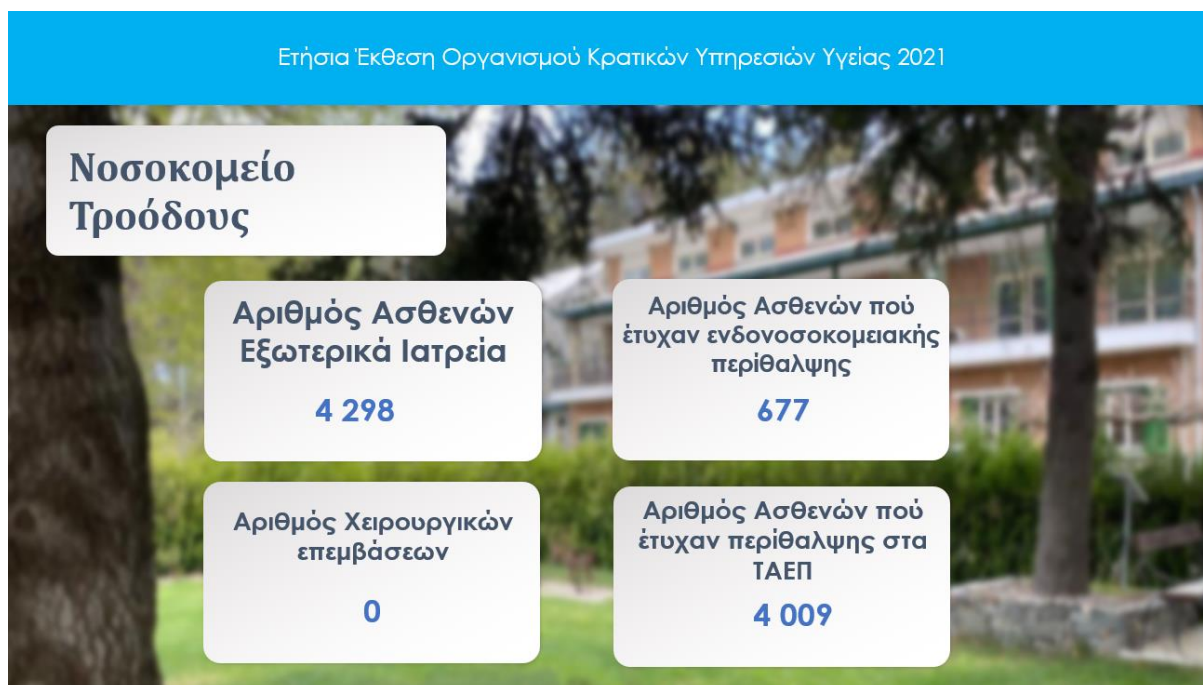 Ετήσια Έκθεση Οργανισμού Κρατικών Υπηρεσιών Υγείας 2021
Νοσοκομείο
Τροόδους
Αριθμός Ασθενών
Εξωτερικά Ιατρεία
4 298
Αριθμός Ασθενών πού
έτυχαν ενδονοσοκομειακής
περίθαλψης
677
Αριθμός Χειρουργικών
επεμβάσεων
0
Αριθμός Ασθενών πού
έτυχαν περίθαλψης στα
ΤΑΕΠ
4 009